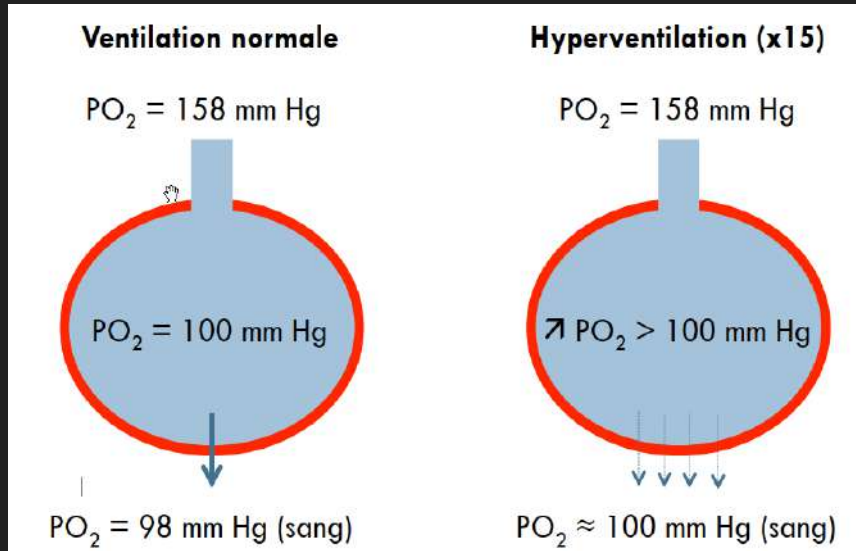 Ventilation normale
PO₂ = 158 mm Hg
PO₂ = 100 mm Hg
PO₂ = 98 mm Hg (sang)
Hyperventilation (x15)
PO₂ = 158 mm Hg
↗ PO₂ > 100 mm Hg
PO₂ ≈ 100 mm Hg (sang)